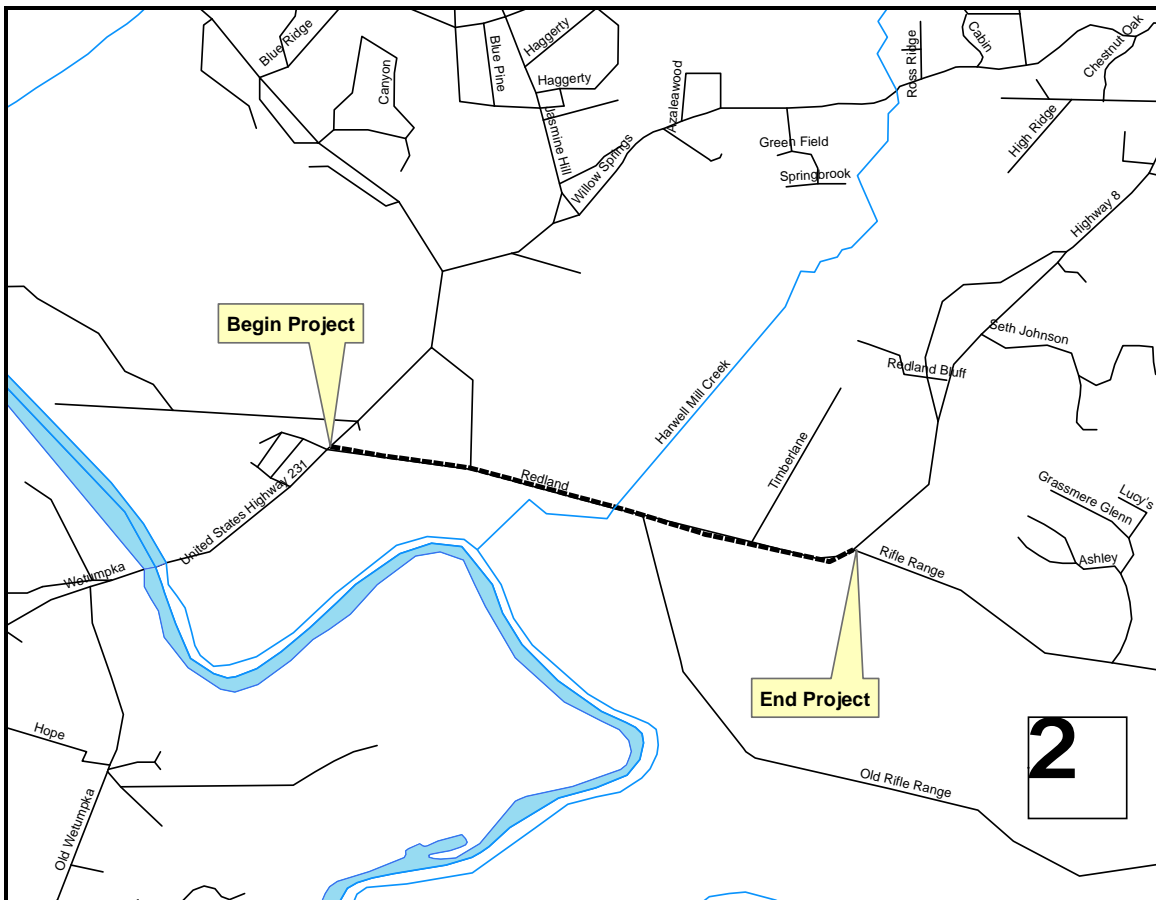 Blue Ridge
Canyon
Blue Pine
Haggerty
Haggerty
Jasmine Hill
Willow Springs
Azaleawood
Green Field
Springbrook
Ross Ridge
Cabin
Chestnut Oak
High Ridge
Highway 8
Begin Project
Seth Johnson
Redland Bluff
Harwell Mill Creek
Timberlane
Redland
United States Highway 231
Wetumpka
Grassmere Glenn
Lucy's
Ashley
Rifle Range
End Project
Hope
Old Wetumpka
Old Rifle Range
2